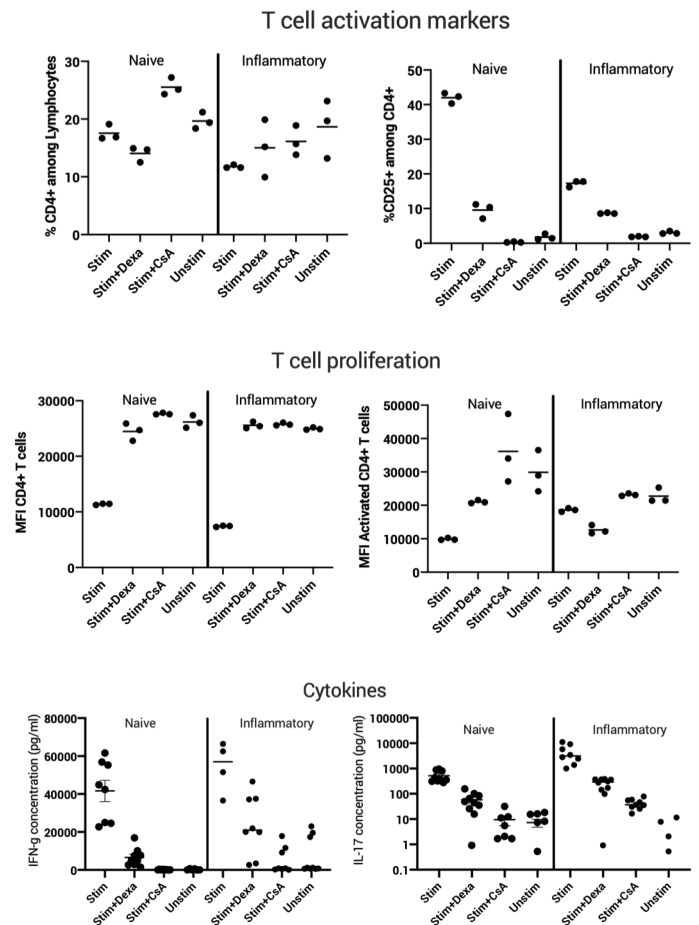 T cell activation markers
% CD4+ among Lymphocytes
30
20
10
0
Naive
Inflammatory
Stim
Stim+Dexa
Stim+CsA
Unstim
Stim
Stim+Dexa
Stim+CsA
Unstim
%CD25+ among CD4+
50
40
30
20
10
0
Naive
Inflammatory
Stim
Stim+Dexa
Stim+CsA
Unstim
Stim
Stim+Dexa
Stim+CsA
Unstim
T cell proliferation
MFI CD4+ T cells
30000
20000
10000
0
Naive
Inflammatory
Stim
Stim+Dexa
Stim+CsA
Unstim
Stim
Stim+Dexa
Stim+CsA
Unstim
MFI Activated CD4+ T cells
50000
40000
30000
20000
10000
0
Naive
Inflammatory
Stim
Stim+Dexa
Stim+CsA
Unstim
Stim
Stim+Dexa
Stim+CsA
Unstim
Cytokines
IFN-g concentration (pg/ml)
80000
60000
40000
20000
0
Naive
Inflammatory
Stim
Stim+Dexa
Stim+CsA
Unstim
Stim
Stim+Dexa
Stim+CsA
Unstim
IL-17 concentration (pg/ml)
100000
10000
1000
100
10
1
0.1
Naive
Inflammatory
Stim
Stim+Dexa
Stim+CsA
Unstim
Stim
Stim+Dexa
Stim+CsA
Unstim